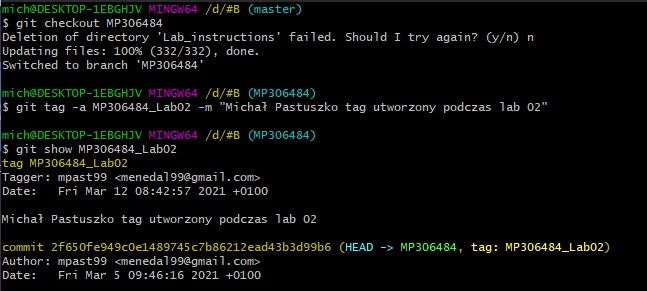 mich@DESKTOP-1EBGHJV MINGW64 /d/#B (master)
$ git checkout MP306484
Deletion of directory 'Lab_instructions' failed. Should I try again? (y/n) n
Updating files: 100% (332/332), done.
Switched to branch 'MP306484'
mich@DESKTOP-1EBGHJV MINGW64 /d/#B (MP306484)
$ git tag -a MP306484_Lab02 -m "Michał Pastuszko tag utworzony podczas lab 02"
mich@DESKTOP-1EBGHJV MINGW64 /d/#B (MP306484)
$ git show MP306484_Lab02
tag MP306484_Lab02
Tagger: mpast99 <menedal99@gmail.com>
Date:   Fri Mar 12 08:42:57 2021 +0100
Michał Pastuszko tag utworzony podczas lab 02
commit 2f650fe949c0e1489745c7b86212ead43b3d99b6 (HEAD -> MP306484, tag: MP306484_Lab02)
Author: mpast99 <menedal99@gmail.com>
Date:   Fri Mar 5 09:46:16 2021 +0100